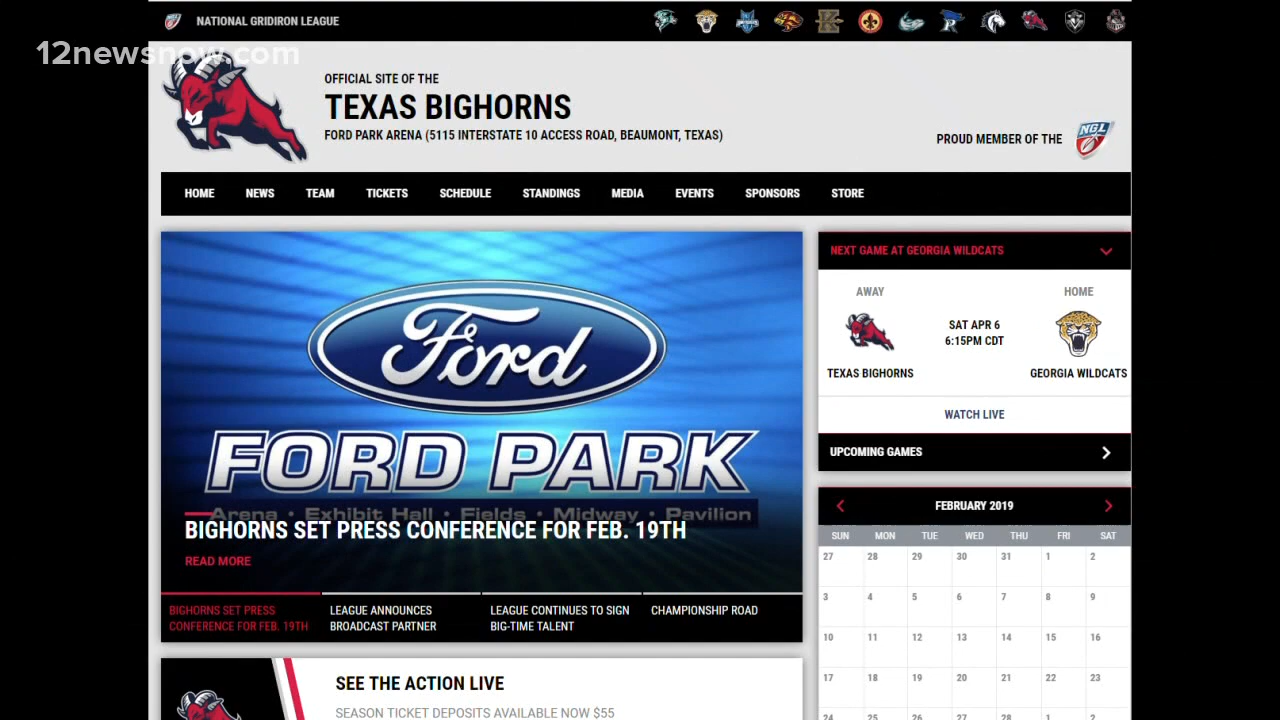 NATIONAL GRIDIRON LEAGUE
12newsnow.com
OFFICIAL SITE OF THE
TEXAS BIGHORNS
FORD PARK ARENA (5115 INTERSTATE 10 ACCESS ROAD, BEAUMONT, TEXAS)
PROUD MEMBER OF THE
NGL
HOME NEWS TEAM TICKETS SCHEDULE STANDINGS MEDIA EVENTS SPONSORS STORE
Ford
FORD PARK
Arena • Exhibit Hall • Fields • Midway • Pavilion
BIGHORNS SET PRESS CONFERENCE FOR FEB. 19TH
READ MORE
BIGHORNS SET PRESS
CONFERENCE FOR FEB. 19TH
LEAGUE ANNOUNCES
BROADCAST PARTNER
LEAGUE CONTINUES TO SIGN
BIG-TIME TALENT
CHAMPIONSHIP ROAD
SEE THE ACTION LIVE
SEASON TICKET DEPOSITS AVAILABLE NOW $55
NEXT GAME AT GEORGIA WILDCATS
AWAY HOME
SAT APR 6
6:15PM CDT
TEXAS BIGHORNS GEORGIA WILDCATS
WATCH LIVE
UPCOMING GAMES
FEBRUARY 2019
SUN MON TUE WED THU FRI SAT
27 28 29 30 31 1 2
3 4 5 6 7 8 9
10 11 12 13 14 15 16
17 18 19 20 21 22 23
24 25 26 27 28 1 2